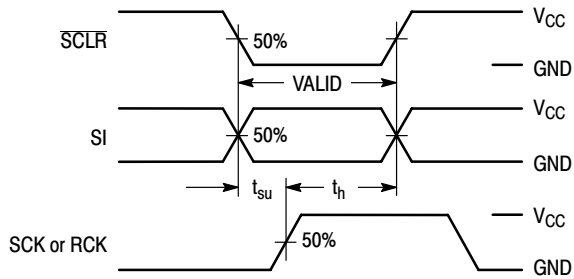 SCLR 50% V_CC
VALID GND
SI 50% V_CC
GND
t_su t_h
SCK or RCK 50% V_CC
GND